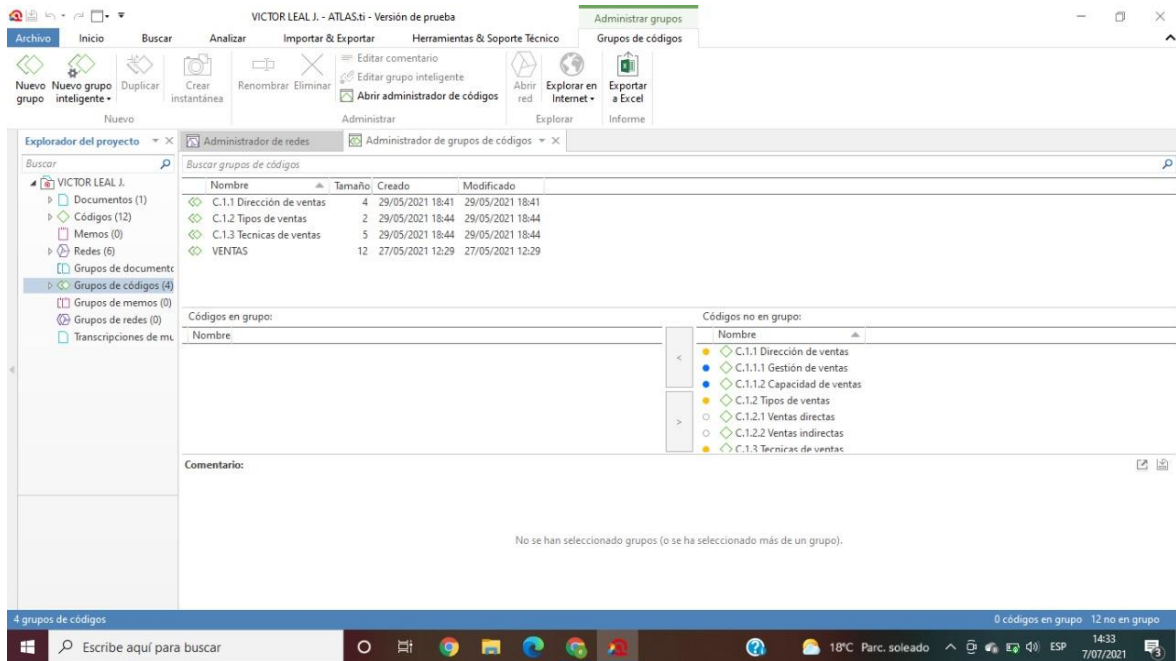 VICTOR LEAL J. - ATLAS.ti - Versión de prueba
Administrar grupos
Archivo Inicio Buscar Analizar Importar & Exportar Herramientas & Soporte Técnico Grupos de códigos
Nuevo grupo
Nuevo grupo inteligente
Duplicar
Crear instantánea
Renombrar Eliminar
Editar comentario
Editar grupo inteligente
Abrir administrador de códigos
Abrir red
Explorar en Internet
Exportar a Excel
Nuevo Administrar Explorar Informe
Explorador del proyecto
Administrador de redes
Administrador de grupos de códigos
Buscar
Buscar grupos de códigos
VICTOR LEAL J.
Documentos (1)
Códigos (12)
Memos (0)
Redes (6)
Grupos de documento
Grupos de códigos (4)
Grupos de memos (0)
Grupos de redes (0)
Transcripciones de mu
Nombre Tamaño Creado Modificado
C.1.1 Dirección de ventas 4 29/05/2021 18:41 29/05/2021 18:41
C.1.2 Tipos de ventas 2 29/05/2021 18:44 29/05/2021 18:44
C.1.3 Tecnicas de ventas 5 29/05/2021 18:44 29/05/2021 18:44
VENTAS 12 27/05/2021 12:29 27/05/2021 12:29
Códigos en grupo:
Nombre
<
>
Códigos no en grupo:
Nombre
C.1.1 Dirección de ventas
C.1.1.1 Gestión de ventas
C.1.1.2 Capacidad de ventas
C.1.2 Tipos de ventas
C.1.2.1 Ventas directas
C.1.2.2 Ventas indirectas
C.1.3 Tecnicas de ventas
Comentario:
No se han seleccionado grupos (o se ha seleccionado más de un grupo).
4 grupos de códigos
0 códigos en grupo 12 no en grupo
Escribe aquí para buscar
18°C Parc. soleado
ESP
14:33
7/07/2021
3